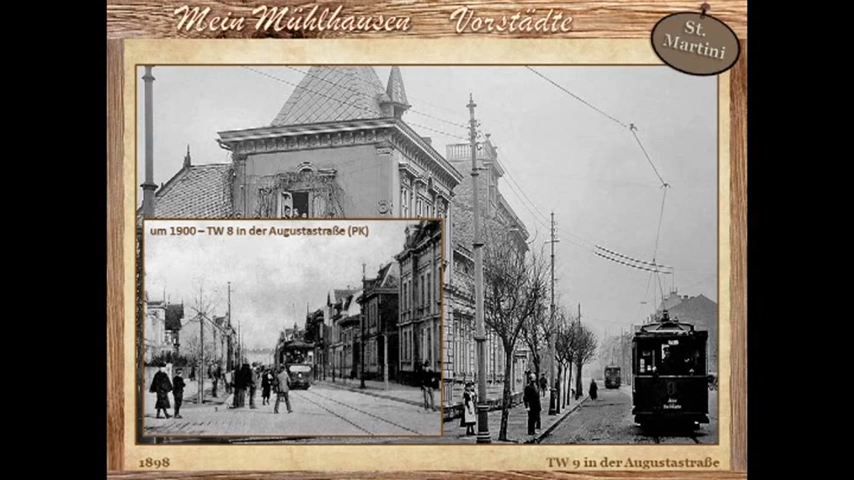 Mein Mühlhausen Vorstädte
St.
Martini
um 1900 – TW 8 in der Augustastraße (PK)
1898
TW 9 in der Augustastraße